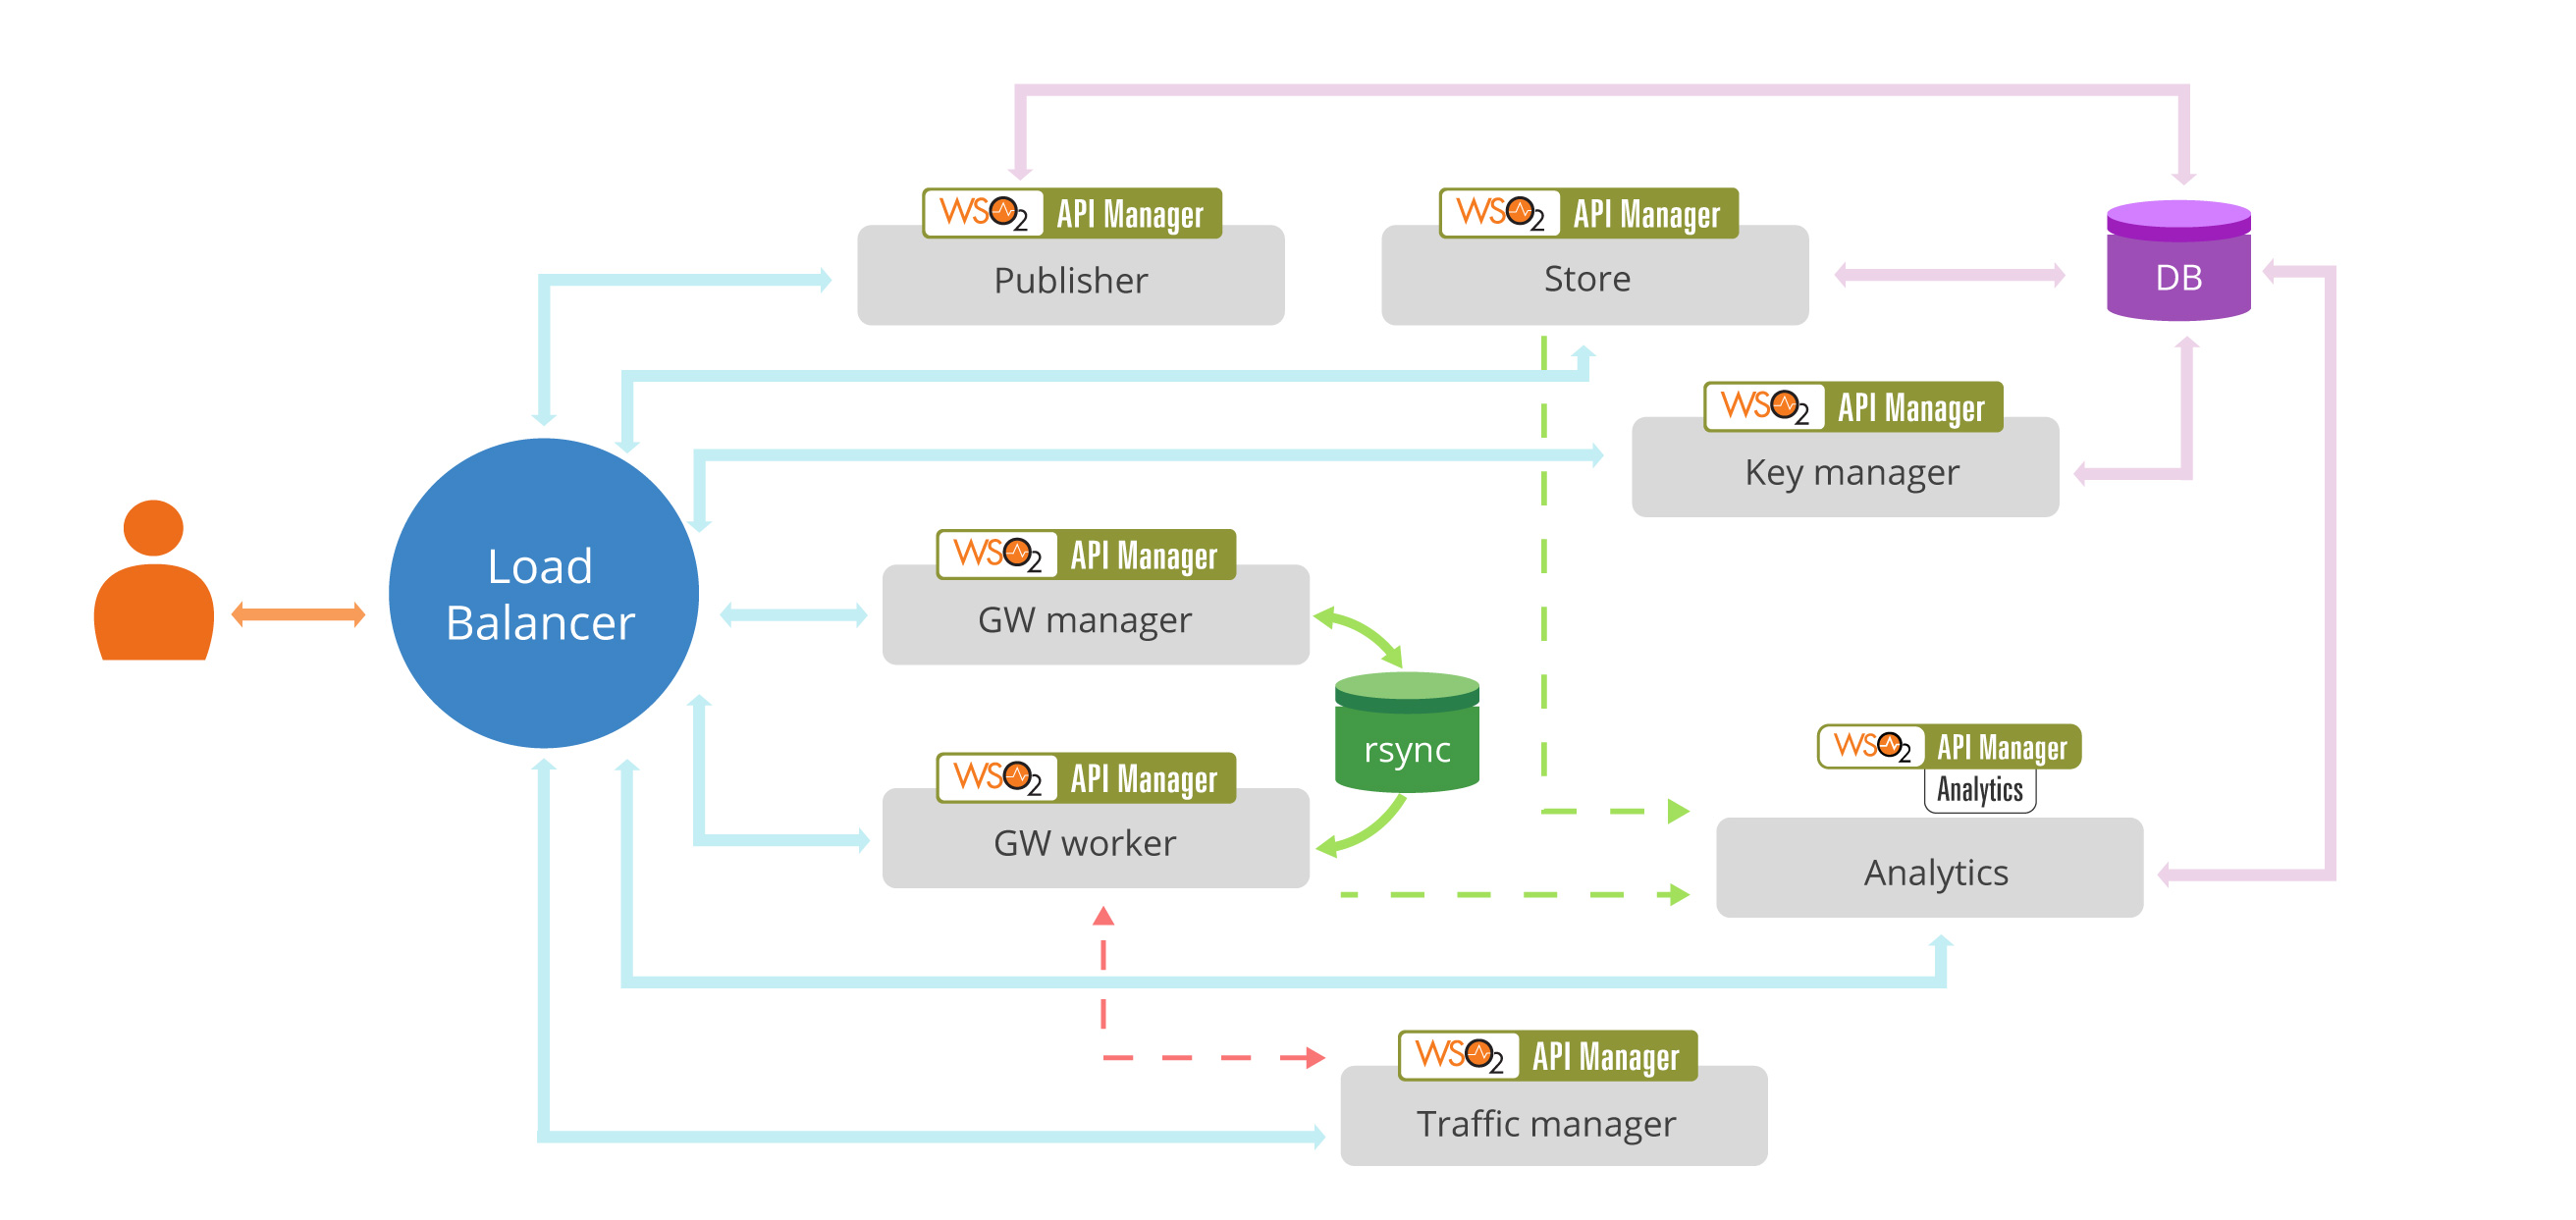 WSO2 API Manager
Publisher
WSO2 API Manager
Store
DB
WSO2 API Manager
Key manager
Load
Balancer
WSO2 API Manager
GW manager
rsync
WSO2 API Manager
GW worker
WSO2 API Manager
Analytics
Analytics
WSO2 API Manager
Traffic manager